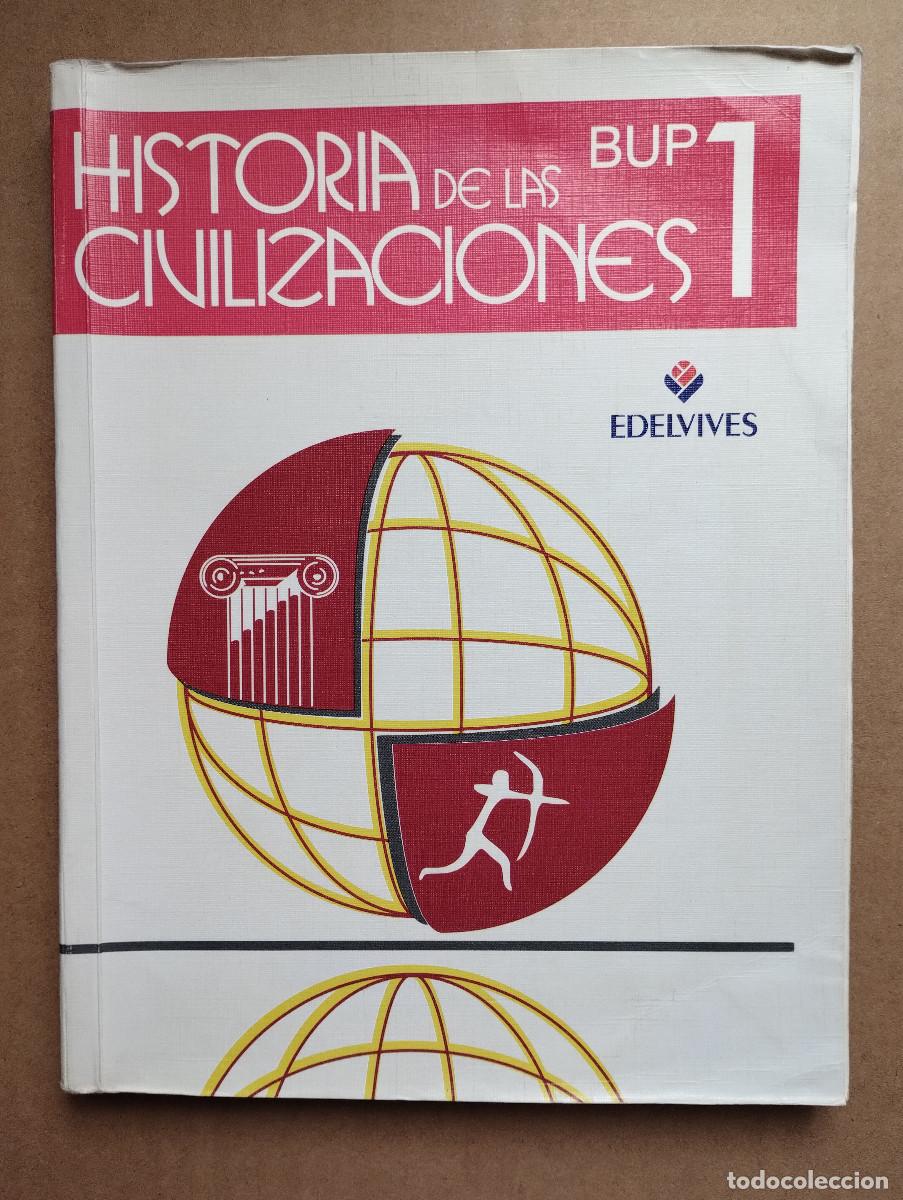 HISTORIA DE LAS BUP 1
CIVILIZACIONES
EDELVIVES
todocoleccion